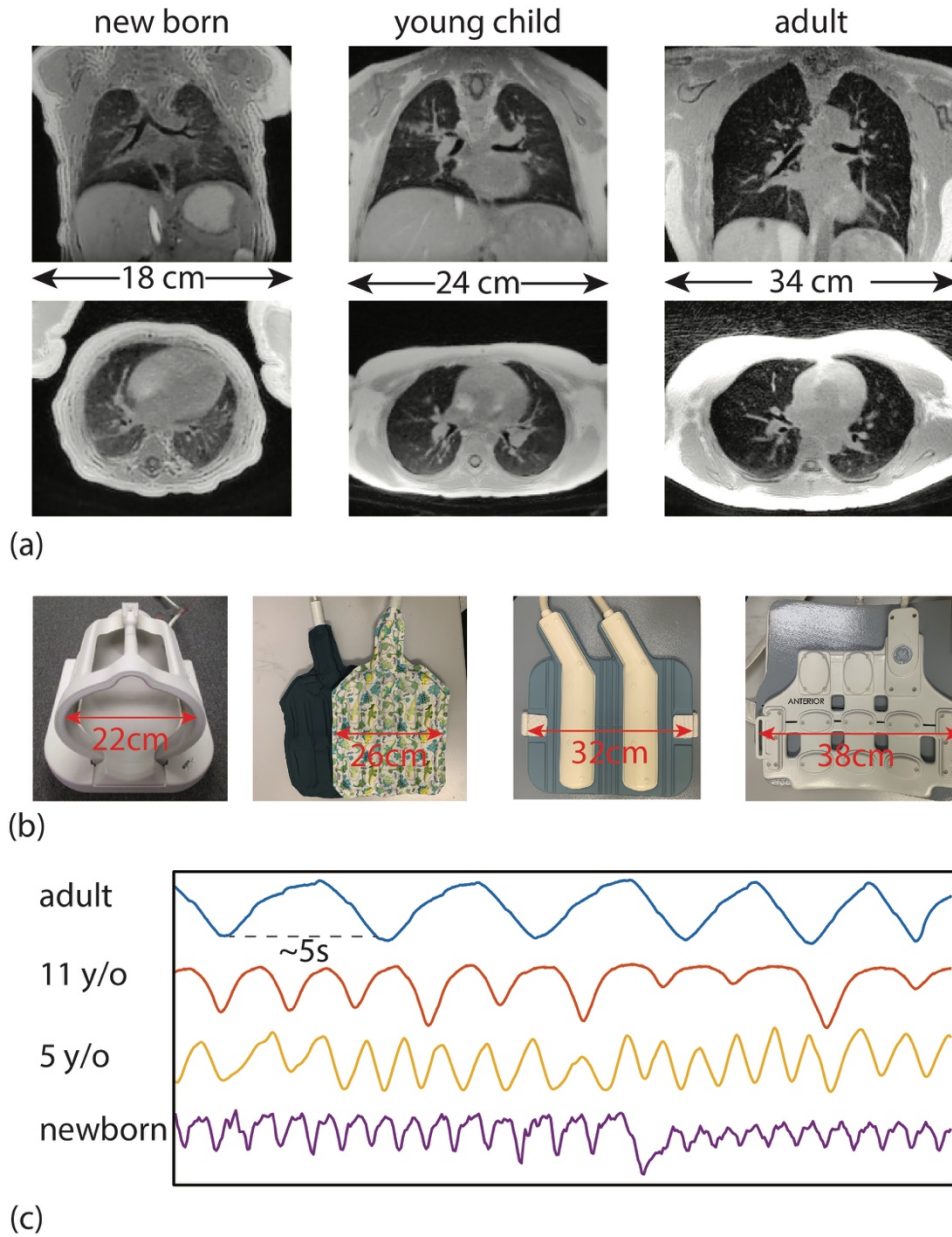 new born
young child
adult
18 cm
24 cm
34 cm
(a)
22cm
26cm
32cm
ANTERIOR
38cm
(b)
adult
~5s
11 y/o
5 y/o
newborn
(c)